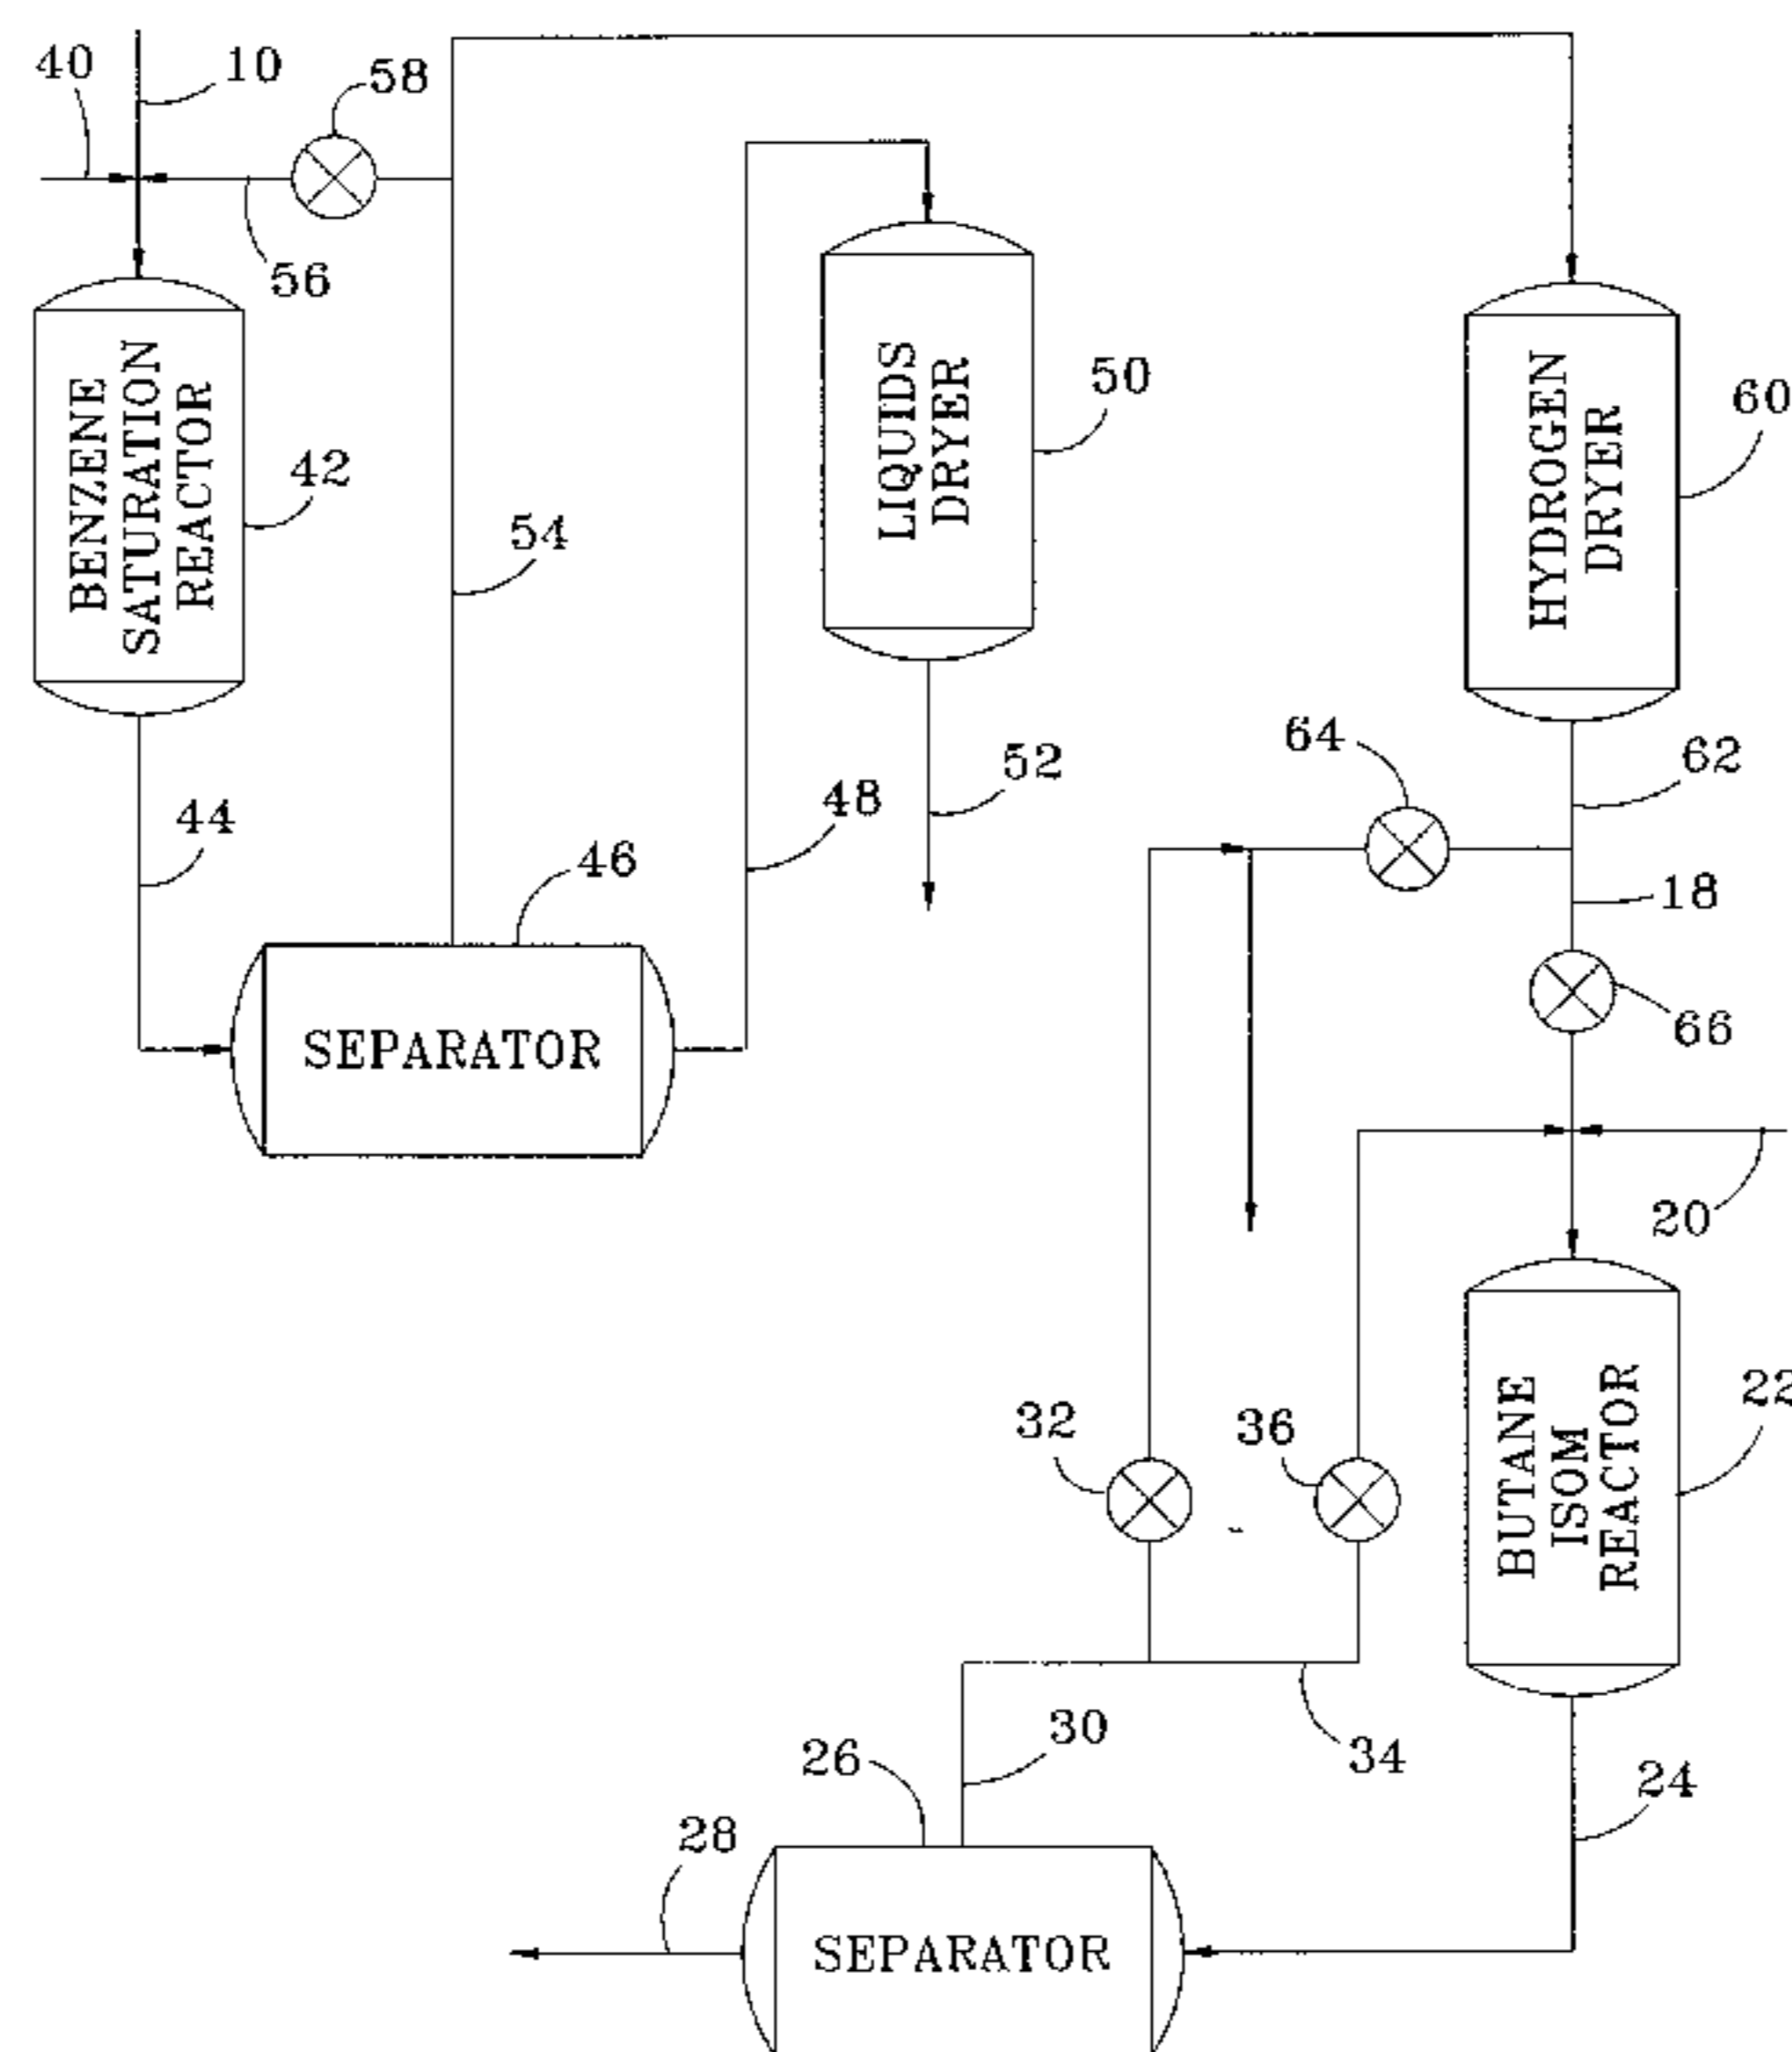 40
10
58
56
BENZENE
SATURATION
REACTOR
42
54
LIQUIDS
DRYER
50
HYDROGEN
DRYER
60
44
46
48
52
64
62
18
66
SEPARATOR
20
32
36
BUTANE
ISOM
REACTOR
22
26
30
34
24
28
SEPARATOR